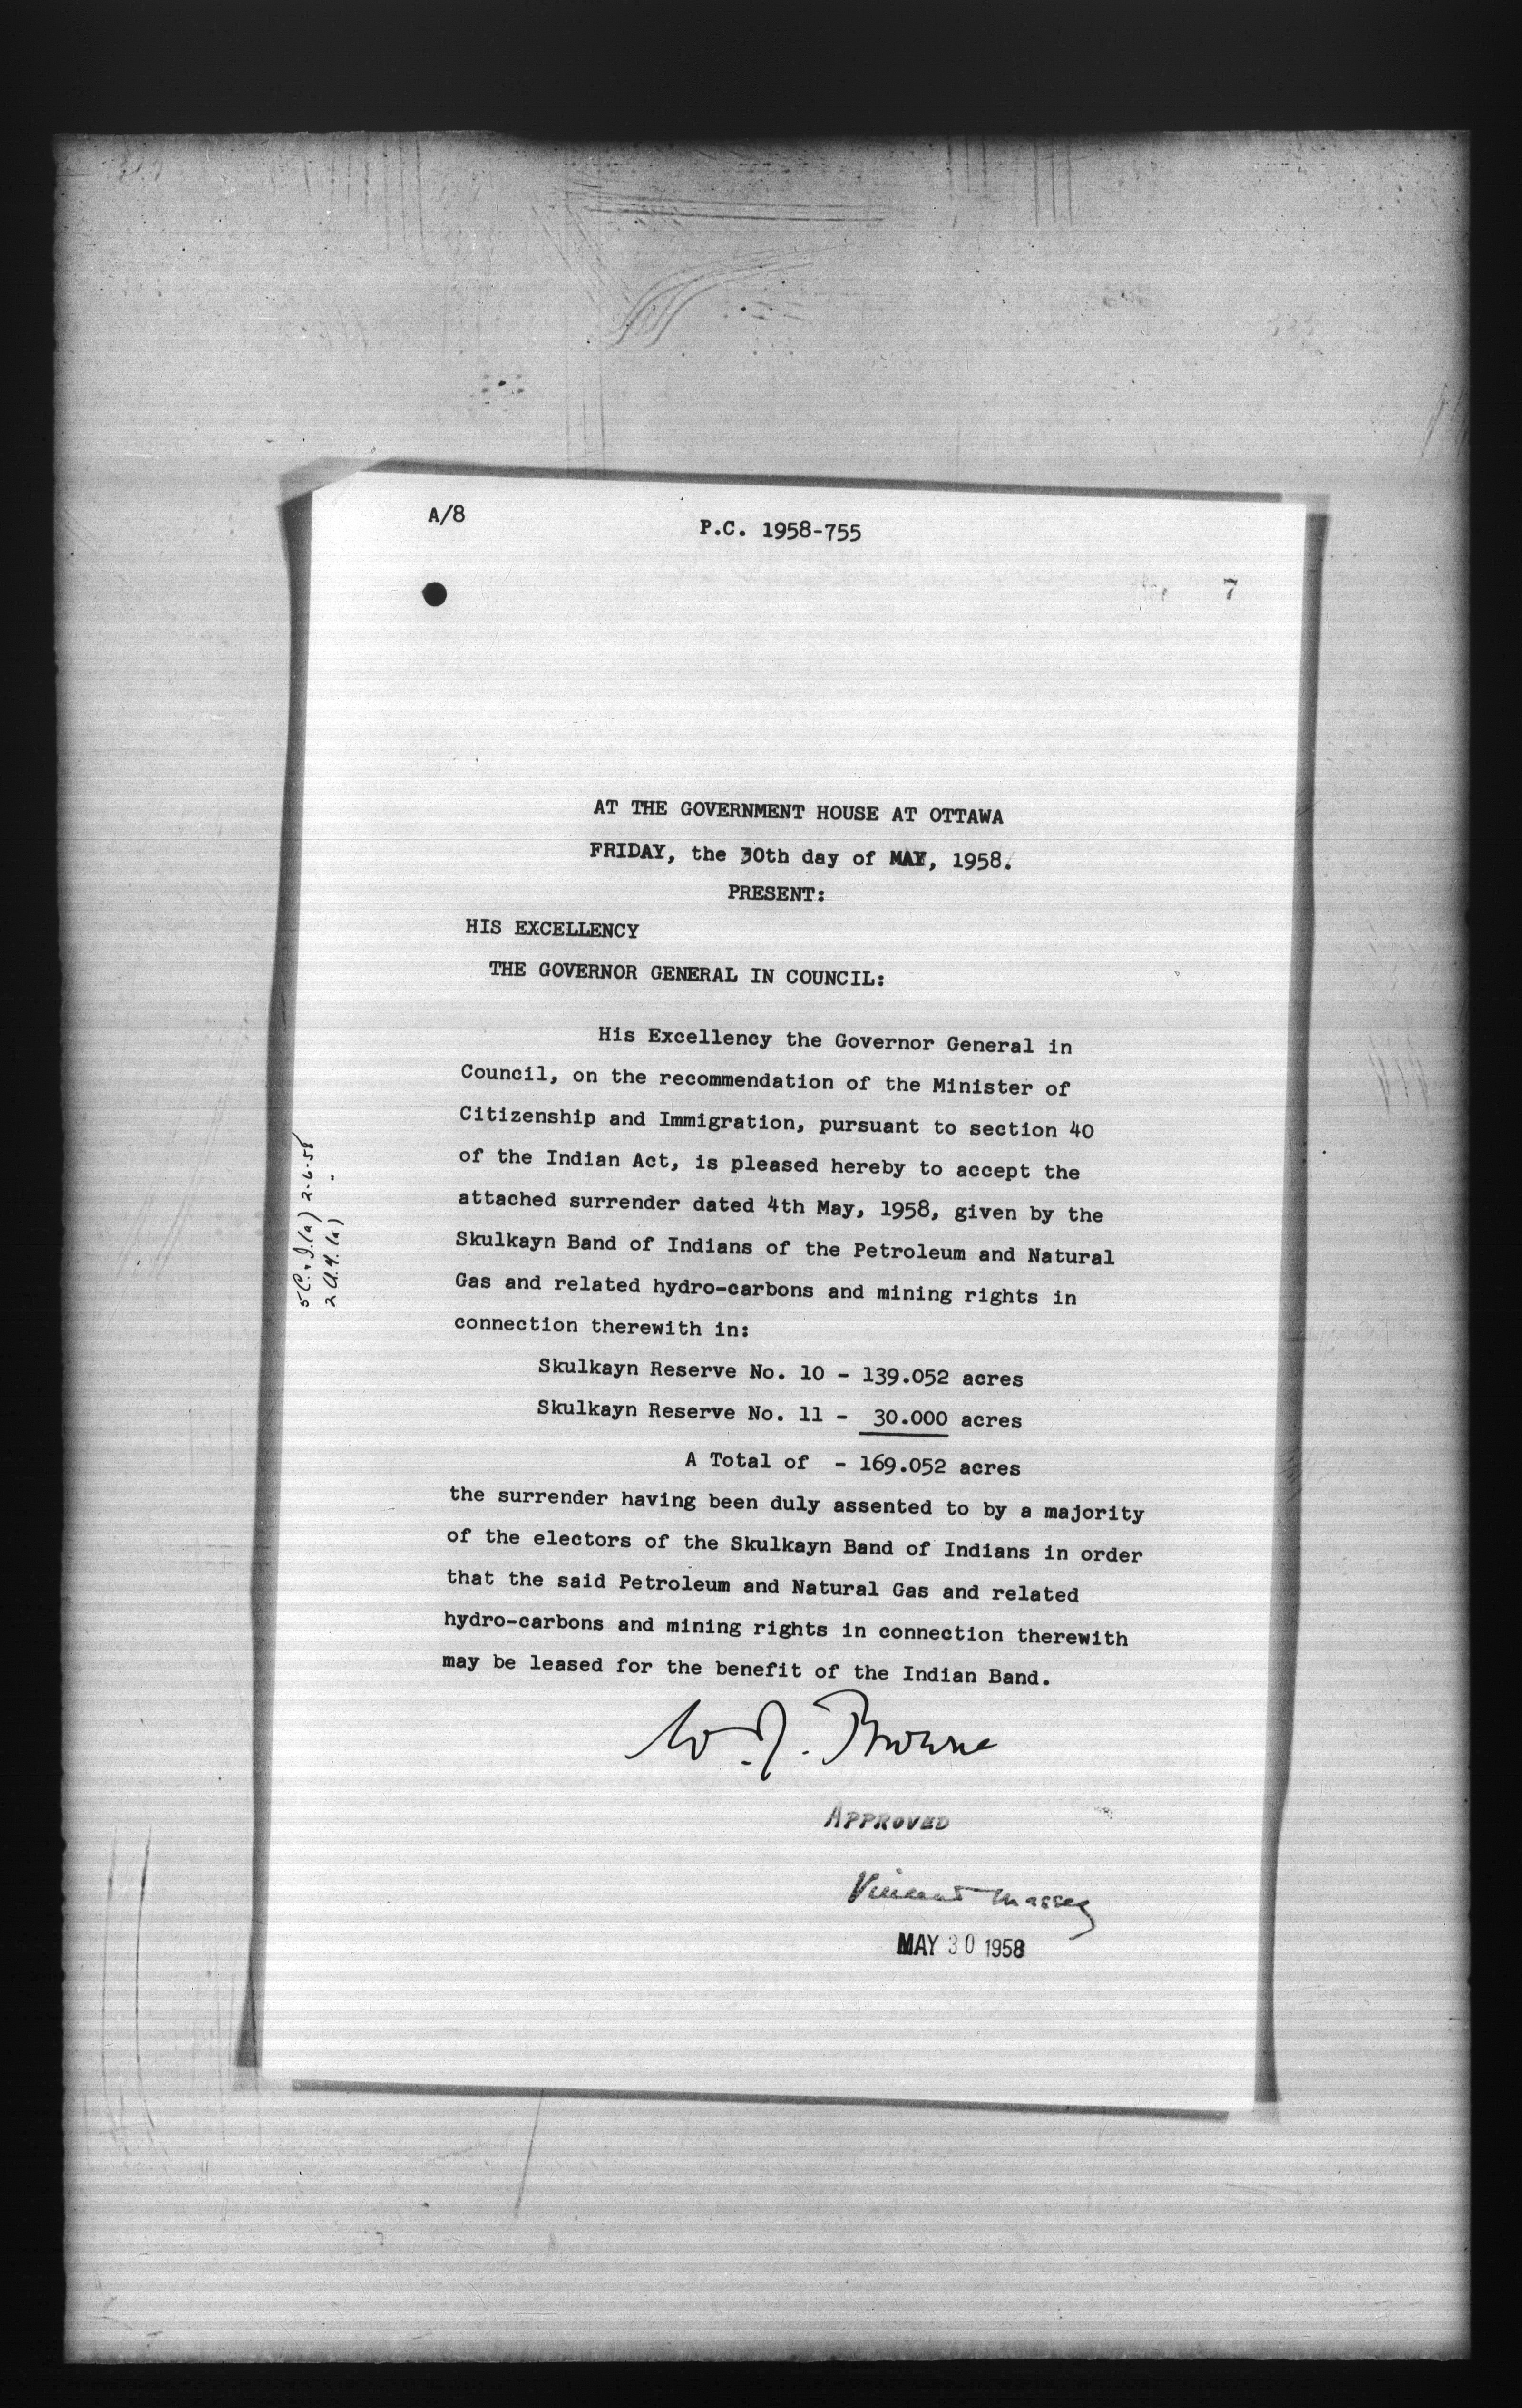 A/8
P.C. 1958-755
7
AT THE GOVERNMENT HOUSE AT OTTAWA
FRIDAY, the 30th day of MAY, 1958.
PRESENT:
HIS EXCELLENCY
THE GOVERNOR GENERAL IN COUNCIL:
His Excellency the Governor General in
Council, on the recommendation of the Minister of
Citizenship and Immigration, pursuant to section 40
of the Indian Act, is pleased hereby to accept the
attached surrender dated 4th May, 1958, given by the
Skulkayn Band of Indians of the Petroleum and Natural
Gas and related hydro-carbons and mining rights in
connection therewith in:
Skulkayn Reserve No. 10 - 139.052 acres
Skulkayn Reserve No. 11 - 30.000 acres
A Total of - 169.052 acres
the surrender having been duly assented to by a majority
of the electors of the Skulkayn Band of Indians in order
that the said Petroleum and Natural Gas and related
hydro-carbons and mining rights in connection therewith
may be leased for the benefit of the Indian Band.
W. J. Browne
APPROVED
Vincent Massey
MAY 30 1958
5 C. & I. (a) 2-6-58